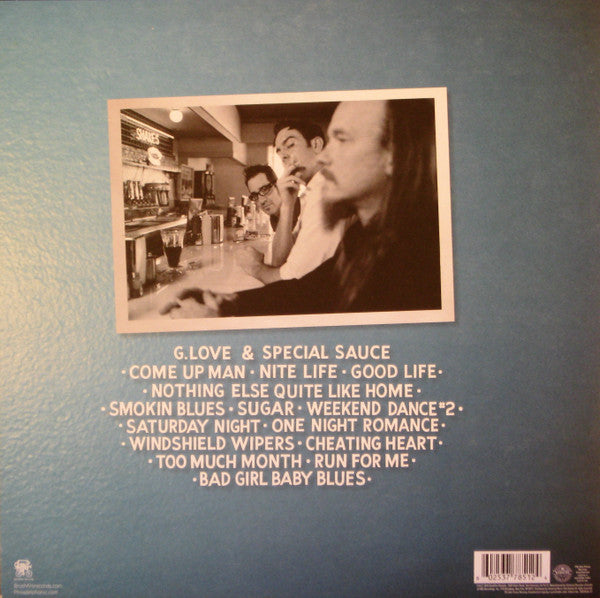 SHAKES
G.LOVE & SPECIAL SAUCE
·COME UP MAN · NITE LIFE · GOOD LIFE·
· NOTHING ELSE QUITE LIKE HOME ·
· SMOKIN BLUES · SUGAR · WEEKEND DANCE #2 ·
· SATURDAY NIGHT · ONE NIGHT ROMANCE ·
· WINDSHIELD WIPERS · CHEATING HEART ·
· TOO MUCH MONTH · RUN FOR ME ·
· BAD GIRL BABY BLUES ·